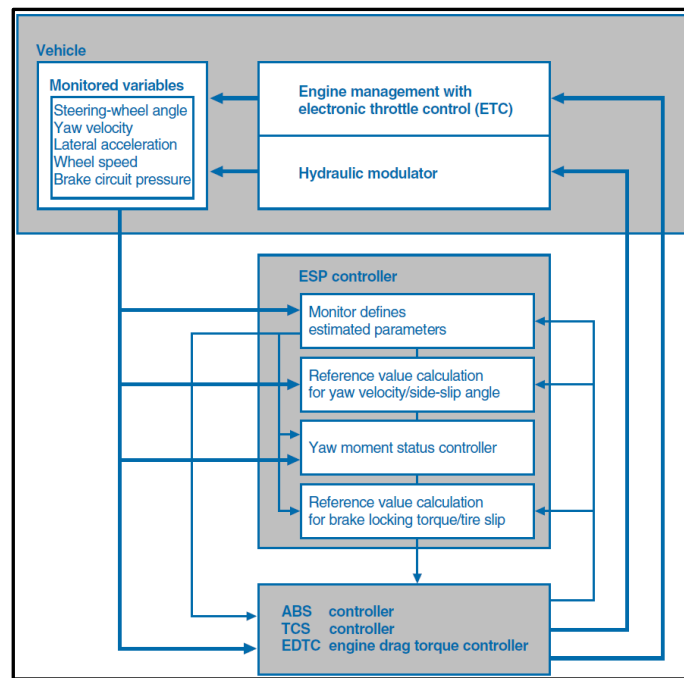 Vehicle
Monitored variables
Steering-wheel angle
Yaw velocity
Lateral acceleration
Wheel speed
Brake circuit pressure
Engine management with
electronic throttle control (ETC)
Hydraulic modulator
ESP controller
Monitor defines
estimated parameters
Reference value calculation
for yaw velocity/side-slip angle
Yaw moment status controller
Reference value calculation
for brake locking torque/tire slip
ABS controller
TCS controller
EDTC engine drag torque controller